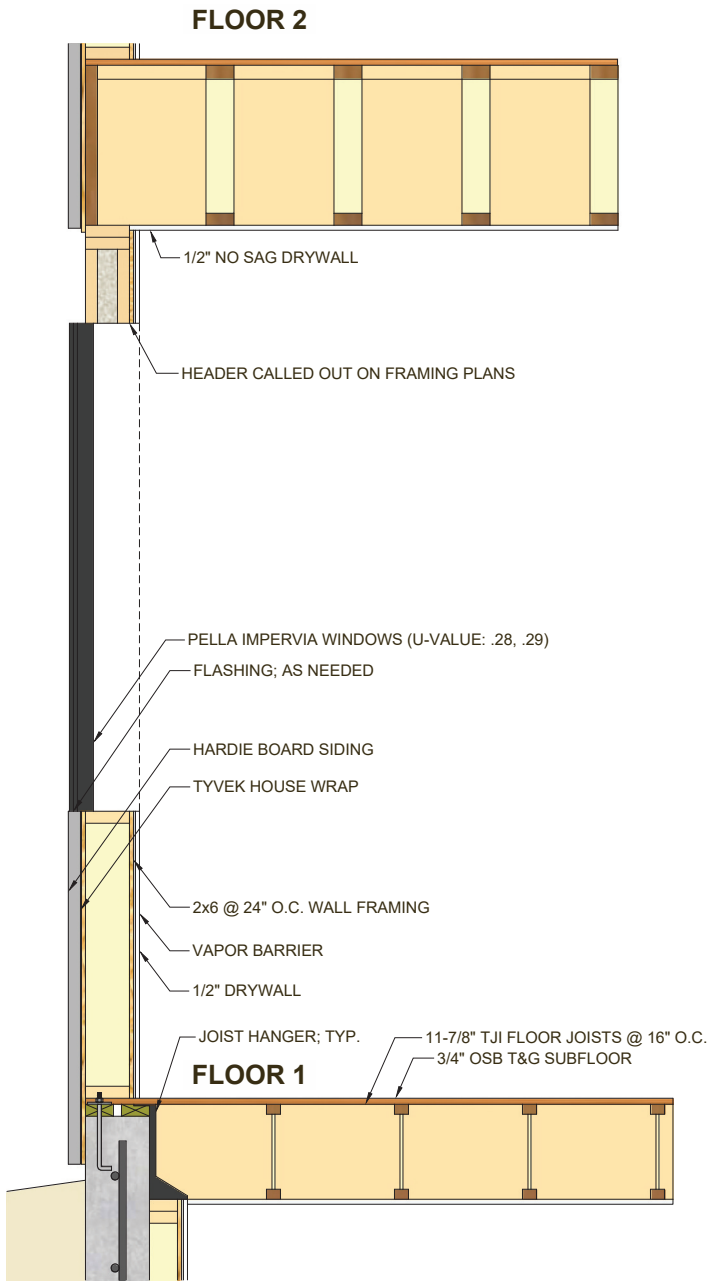 FLOOR 2
1/2" NO SAG DRYWALL
HEADER CALLED OUT ON FRAMING PLANS
PELLA IMPERVIA WINDOWS (U-VALUE: .28, .29)
FLASHING; AS NEEDED
HARDIE BOARD SIDING
TYVEK HOUSE WRAP
2x6 @ 24" O.C. WALL FRAMING
VAPOR BARRIER
1/2" DRYWALL
JOIST HANGER; TYP.
11-7/8" TJI FLOOR JOISTS @ 16" O.C.
3/4" OSB T&G SUBFLOOR
FLOOR 1